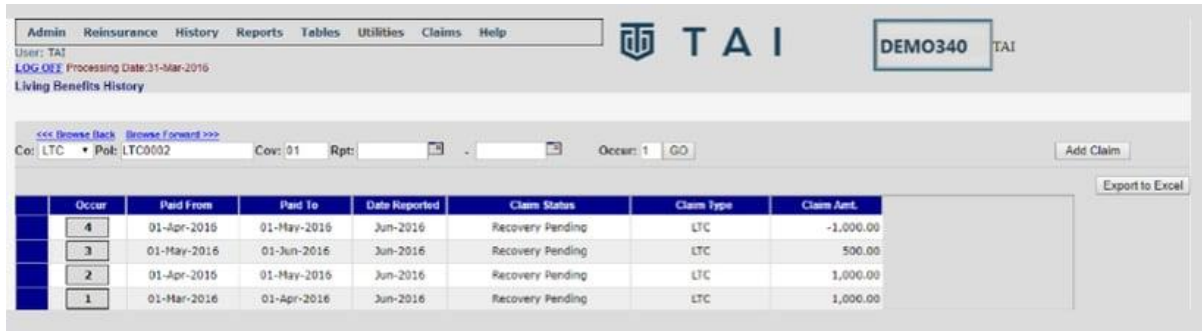 Admin Reinsurance History Reports Tables Utilities Claims Help
TAI
DEMO340 TAI
User: TAI
LOG OFF Processing Date:31-Mar-2016
Living Benefits History
<<< Browse Back Browse Forward >>>
Co: LTC Pol: LTC0002 Cov: 01 Rpt: - Occur: 1 GO Add Claim
Export to Excel
Occur Paid From Paid To Date Reported Claim Status Claim Type Claim Amt.
4 01-Apr-2016 01-May-2016 Jun-2016 Recovery Pending LTC -1,000.00
3 01-May-2016 01-Jun-2016 Jun-2016 Recovery Pending LTC 500.00
2 01-Apr-2016 01-May-2016 Jun-2016 Recovery Pending LTC 1,000.00
1 01-Mar-2016 01-Apr-2016 Jun-2016 Recovery Pending LTC 1,000.00